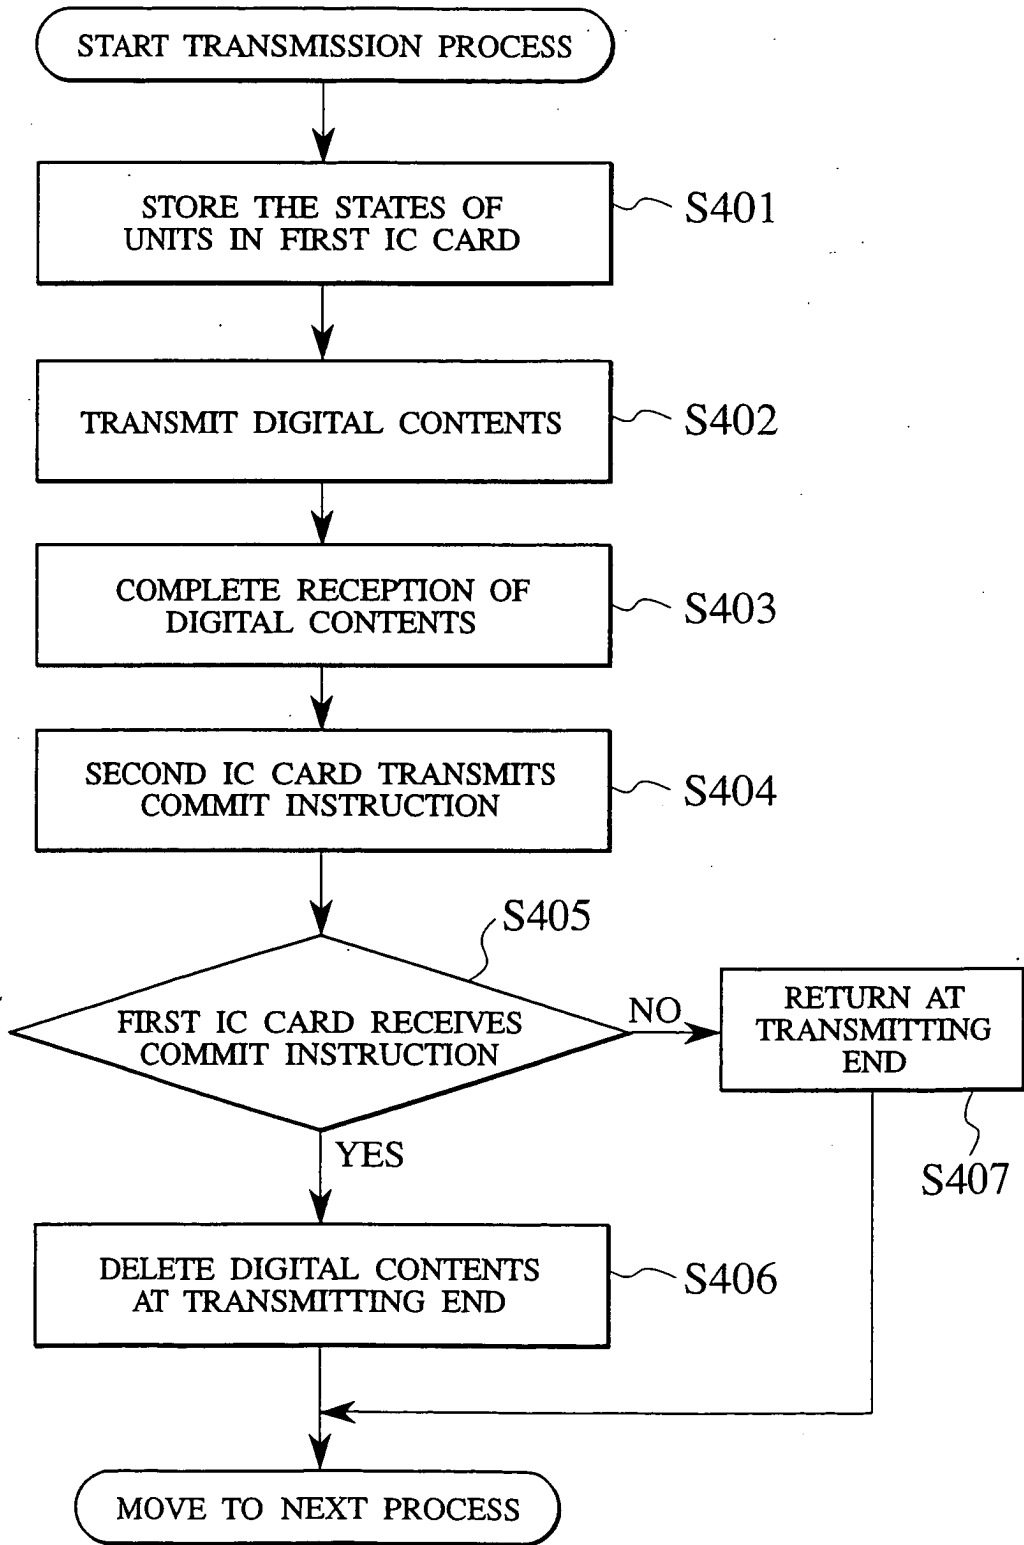 START TRANSMISSION PROCESS
STORE THE STATES OF
UNITS IN FIRST IC CARD
S401
TRANSMIT DIGITAL CONTENTS
S402
COMPLETE RECEPTION OF
DIGITAL CONTENTS
S403
SECOND IC CARD TRANSMITS
COMMIT INSTRUCTION
S404
S405
FIRST IC CARD RECEIVES
COMMIT INSTRUCTION
NO
RETURN AT
TRANSMITTING
END
S407
YES
DELETE DIGITAL CONTENTS
AT TRANSMITTING END
S406
MOVE TO NEXT PROCESS